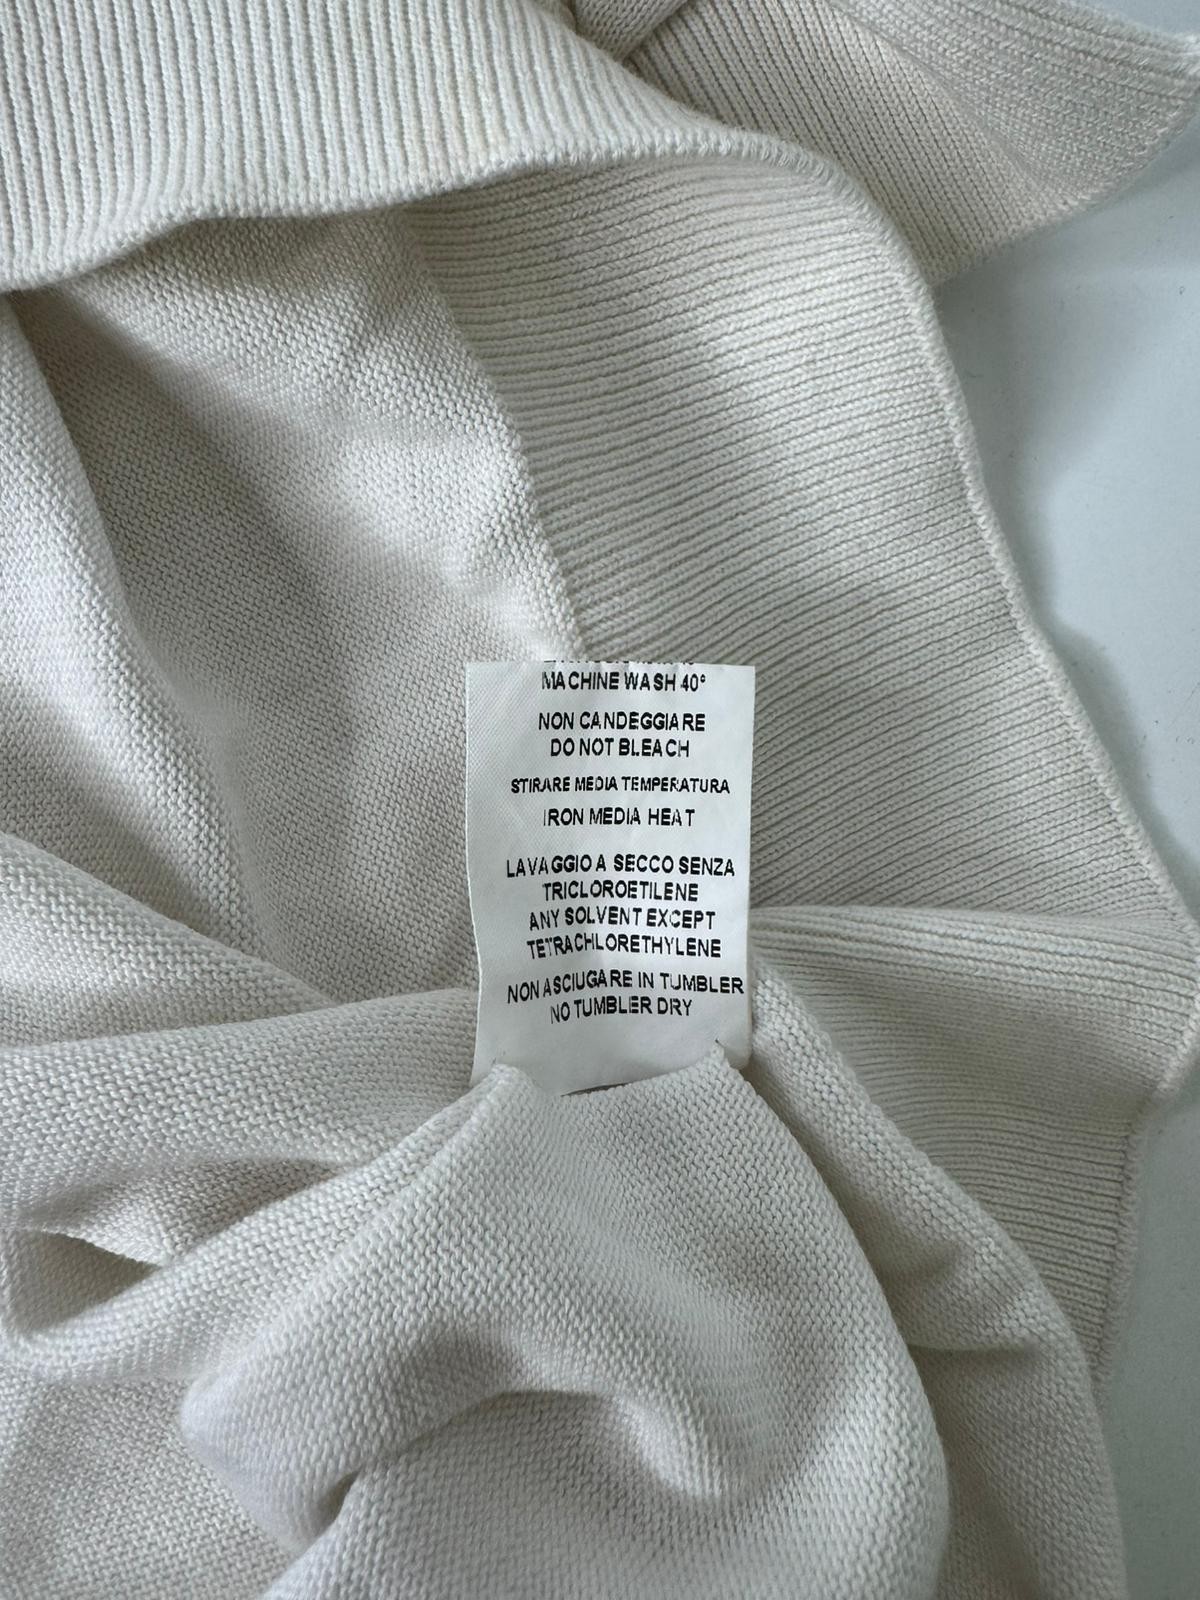 MACHINE WASH 40°
NON CANDEGGIARE
DO NOT BLEACH
STIRARE MEDIA TEMPERATURA
IRON MEDIA HEAT
LAVAGGIO A SECCO SENZA
TRICLOROETILENE
ANY SOLVENT EXCEPT
TETRACHLORETHYLENE
NON ASCIUGARE IN TUMBLER
NO TUMBLER DRY